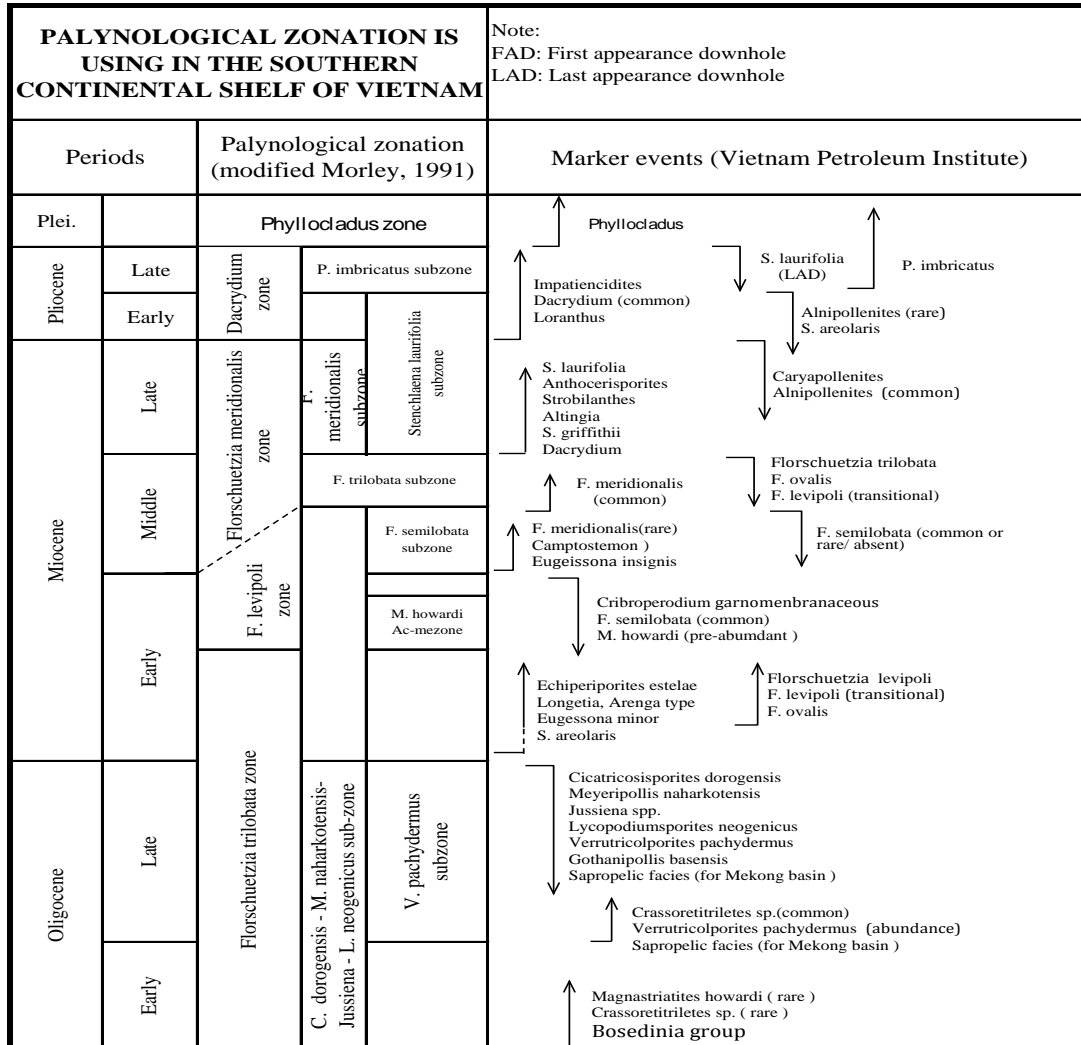 PALYNOLOGICAL ZONATION IS
USING IN THE SOUTHERN
CONTINENTAL SHELF OF VIETNAM
Note:
FAD: First appearance downhole
LAD: Last appearance downhole
Periods
Palynological zonation
(modified Morley, 1991)
Marker events (Vietnam Petroleum Institute)
Plei.
Phyllocladus zone
Pliocene
Late
Early
Dacrydium
zone
P. imbricatus subzone
Stenchlaena laurifolia
subzone
Miocene
Late
Middle
Early
Florschuetzia meridionalis
zone
F.
meridionalis
subzone
F. trilobata subzone
F. semilobata
subzone
F. levipoli
zone
M. howardi
Ac-mezone
Oligocene
Late
Early
Florschuetzia trilobata zone
C. dorogensis - M. naharkotensis-
Jussiena - L. neogenicus sub-zone
V. pachydermus
subzone
Phyllocladus
S. laurifolia
(LAD)
P. imbricatus
Impatiencidites
Dacrydium (common)
Loranthus
Alnipollenites (rare)
S. areolaris
S. laurifolia
Anthocerisporites
Strobilanthes
Altingia
S. griffithii
Dacrydium
Caryapollenites
Alnipollenites (common)
F. meridionalis
(common)
Florschuetzia trilobata
F. ovalis
F. levipoli (transitional)
F. meridionalis(rare)
Camptostemon )
Eugeissona insignis
F. semilobata (common or
rare/ absent)
Cribroperodium garnomenbranaceous
F. semilobata (common)
M. howardi (pre-abumdant )
Echiperiporites estelae
Longetia, Arenga type
Eugessona minor
S. areolaris
Florschuetzia levipoli
F. levipoli (transitional)
F. ovalis
Cicatricosisporites dorogensis
Meyeripollis naharkotensis
Jussiena spp.
Lycopodiumsporites neogenicus
Verrutricolporites pachydermus
Gothanipollis basensis
Sapropelic facies (for Mekong basin )
Crassoretitriletes sp.(common)
Verrutricolporites pachydermus (abundance)
Sapropelic facies (for Mekong basin )
Magnastriatites howardi ( rare )
Crassoretitriletes sp. ( rare )
Bosedinia group